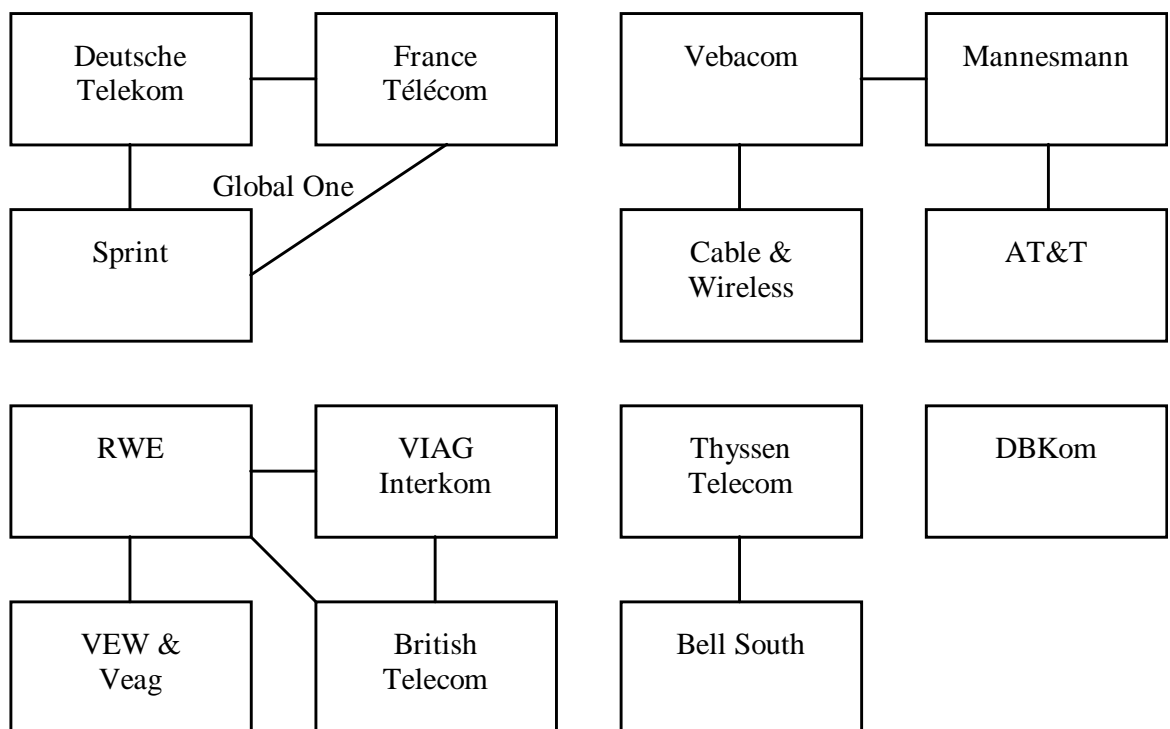 Deutsche
Telekom
France
Télécom
Vebacom
Mannesmann
Global One
Sprint
Cable &
Wireless
AT&T
RWE
VIAG
Interkom
Thyssen
Telecom
DBKom
VEW &
Veag
British
Telecom
Bell South